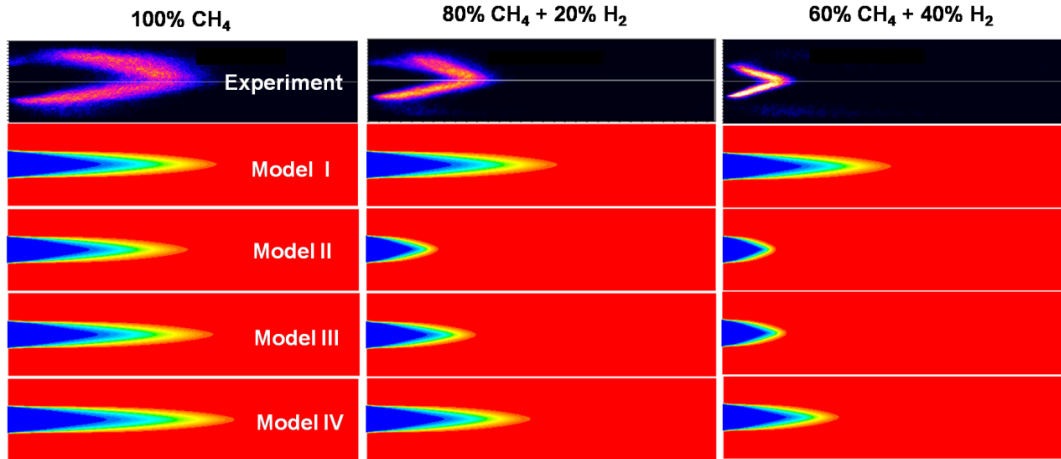 100% CH₄
80% CH₄ + 20% H₂
60% CH₄ + 40% H₂
Experiment
Model I
Model II
Model III
Model IV